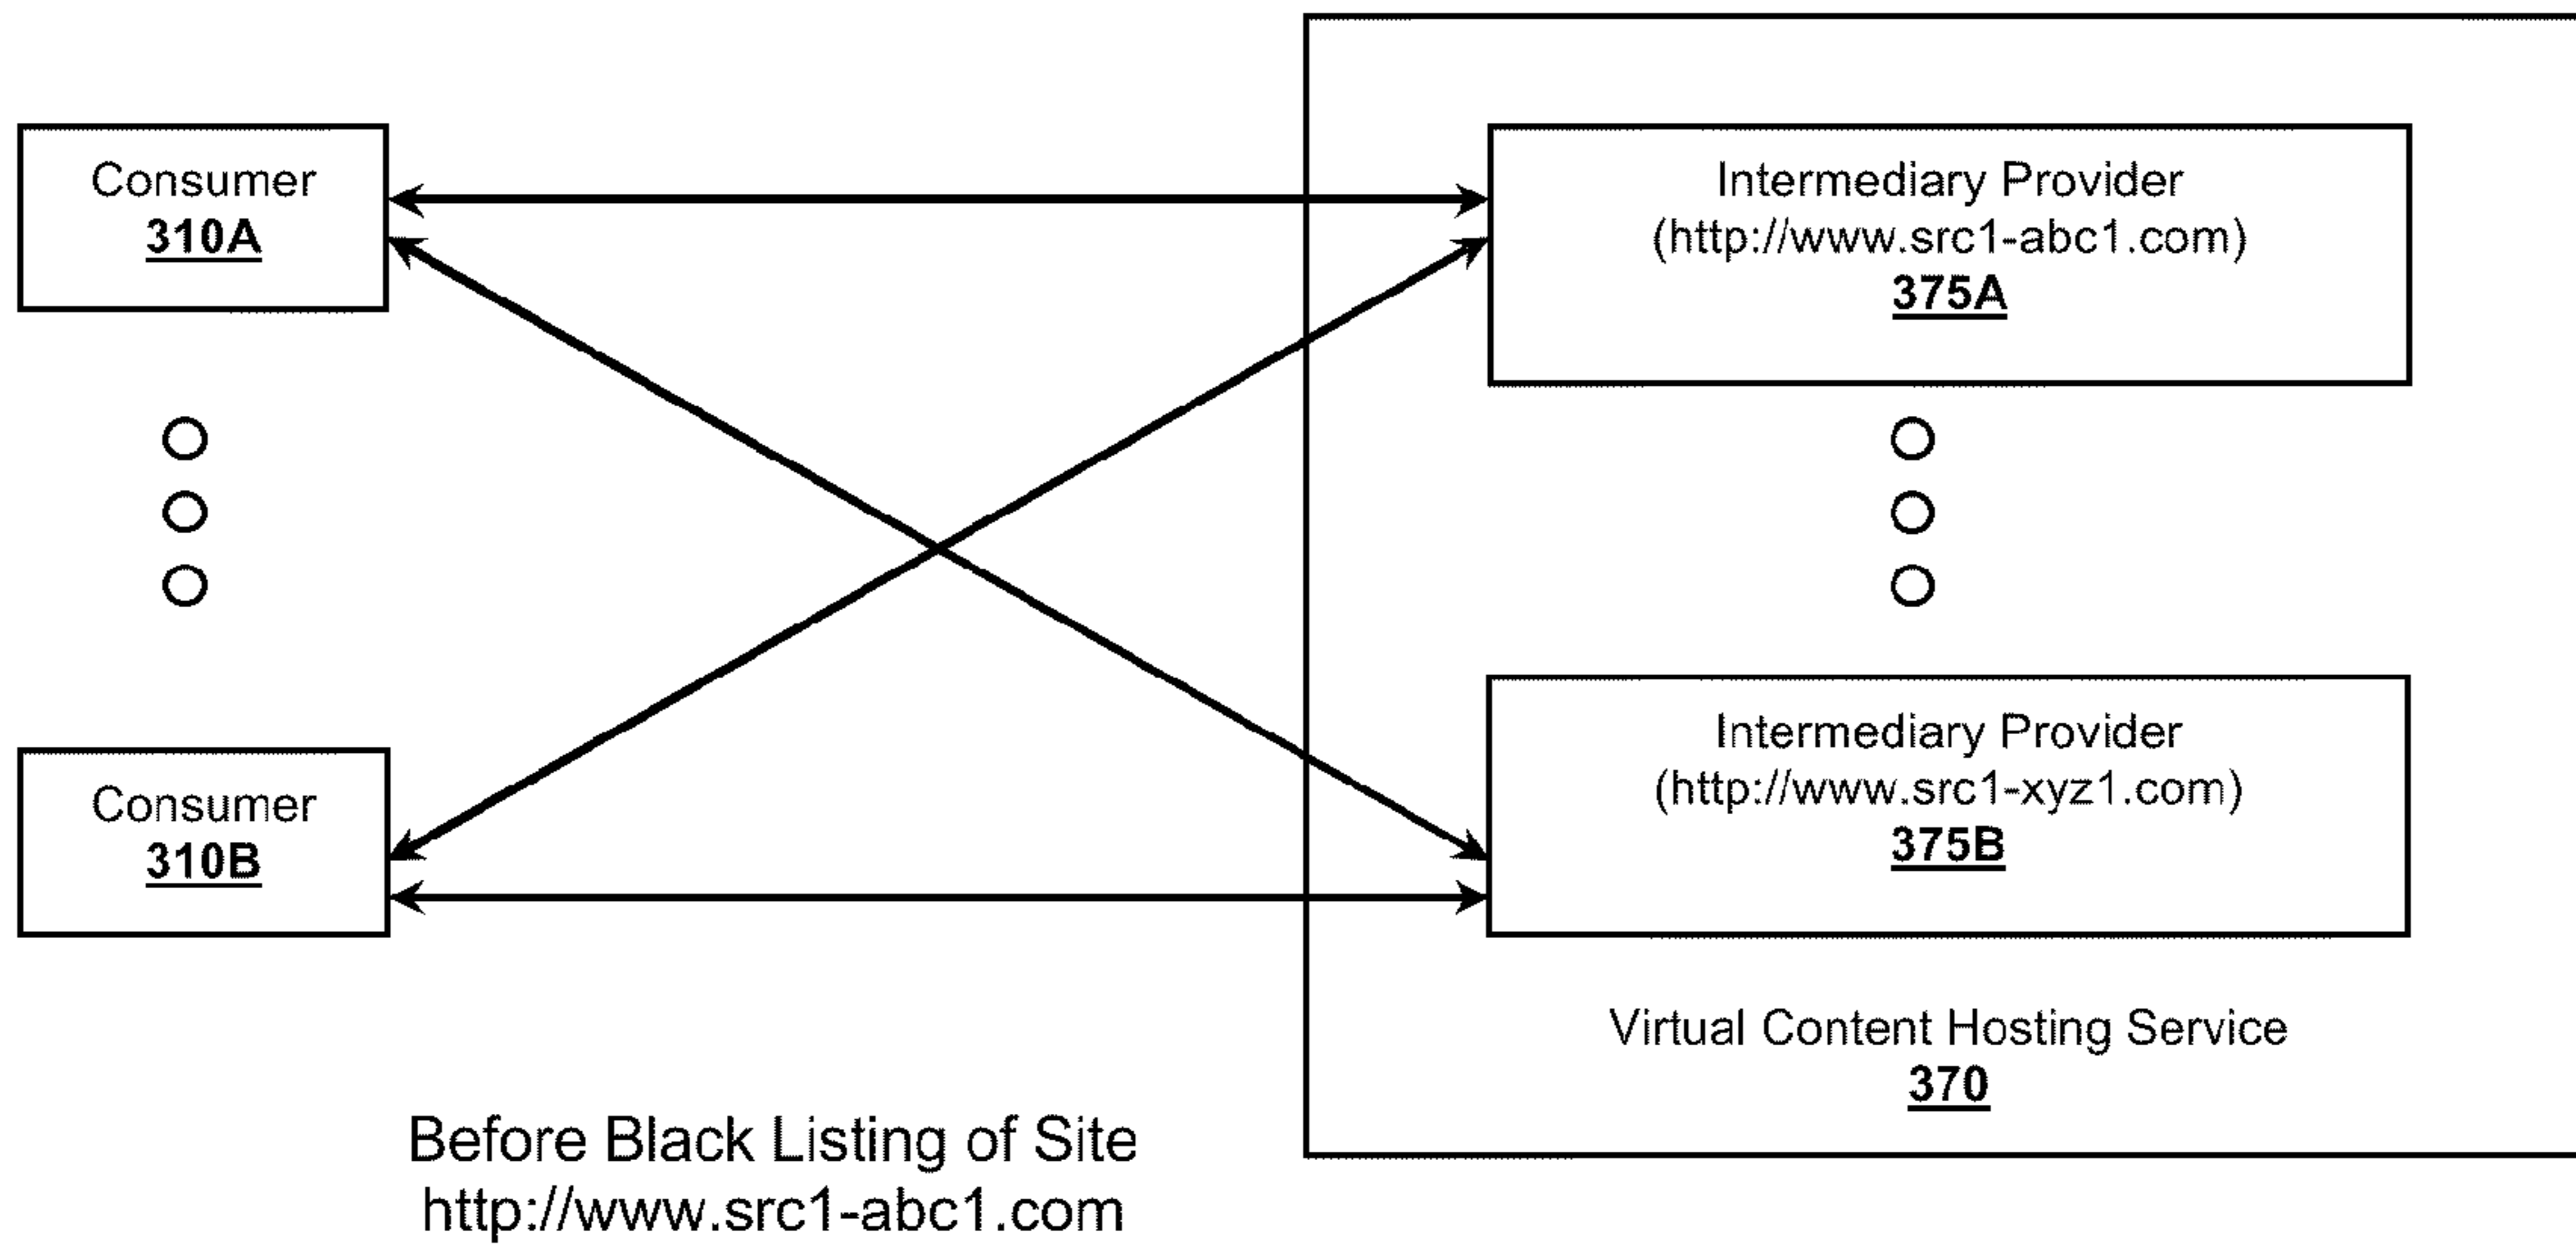 Consumer
310A
Intermediary Provider
(http://www.src1-abc1.com)
375A
Consumer
310B
Intermediary Provider
(http://www.src1-xyz1.com)
375B
Virtual Content Hosting Service
370
Before Black Listing of Site
http://www.src1-abc1.com